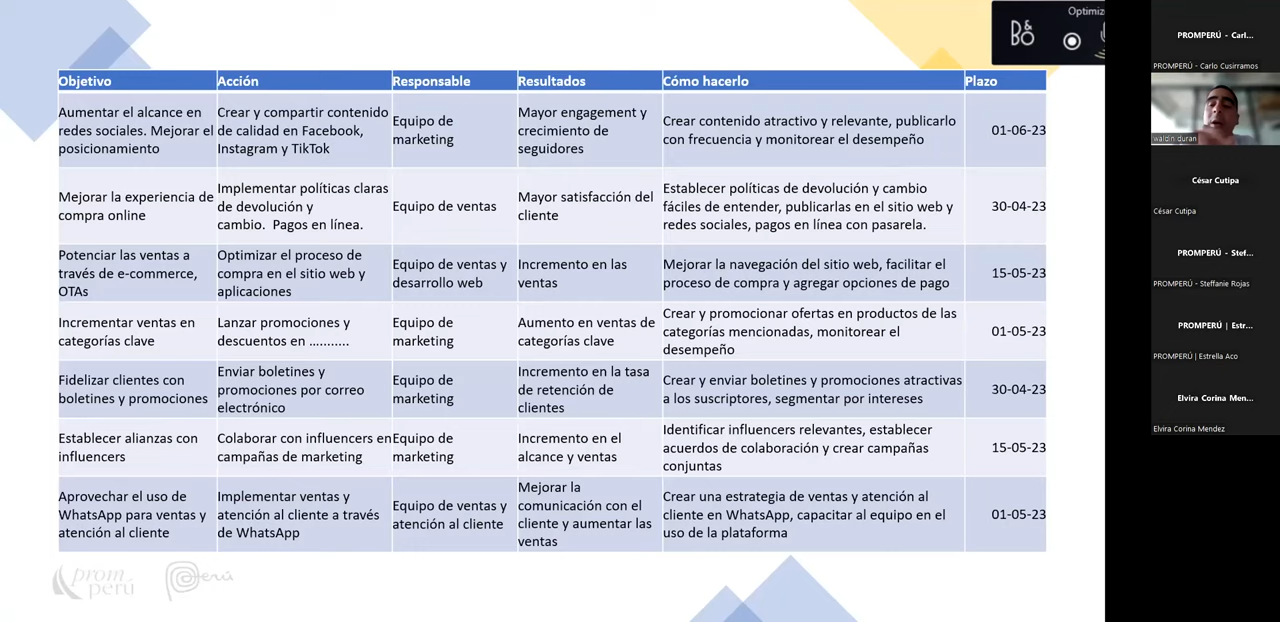 Optimiz
B&O
Objetivo Acción Responsable Resultados Cómo hacerlo Plazo
Aumentar el alcance en
redes sociales. Mejorar el
posicionamiento
Crear y compartir contenido
de calidad en Facebook,
Instagram y TikTok
Equipo de
marketing
Mayor engagement y
crecimiento de
seguidores
Crear contenido atractivo y relevante, publicarlo
con frecuencia y monitorear el desempeño
01-06-23
Mejorar la experiencia de
compra online
Implementar políticas claras
de devolución y
cambio.  Pagos en línea.
Equipo de ventas
Mayor satisfacción del
cliente
Establecer políticas de devolución y cambio
fáciles de entender, publicarlas en el sitio web y
redes sociales, pagos en línea con pasarela.
30-04-23
Potenciar las ventas a
través de e-commerce,
OTAs
Optimizar el proceso de
compra en el sitio web y
aplicaciones
Equipo de ventas y
desarrollo web
Incremento en las
ventas
Mejorar la navegación del sitio web, facilitar el
proceso de compra y agregar opciones de pago
15-05-23
Incrementar ventas en
categorías clave
Lanzar promociones y
descuentos en ..........
Equipo de
marketing
Aumento en ventas de
categorías clave
Crear y promocionar ofertas en productos de las
categorías mencionadas, monitorear el
desempeño
01-05-23
Fidelizar clientes con
boletines y promociones
Enviar boletines y
promociones por correo
electrónico
Equipo de
marketing
Incremento en la tasa
de retención de
clientes
Crear y enviar boletines y promociones atractivas
a los suscriptores, segmentar por intereses
30-04-23
Establecer alianzas con
influencers
Colaborar con influencers en
campañas de marketing
Equipo de
marketing
Incremento en el
alcance y ventas
Identificar influencers relevantes, establecer
acuerdos de colaboración y crear campañas
conjuntas
15-05-23
Aprovechar el uso de
WhatsApp para ventas y
atención al cliente
Implementar ventas y
atención al cliente a través
de WhatsApp
Equipo de ventas y
atención al cliente
Mejorar la
comunicación con el
cliente y aumentar las
ventas
Crear una estrategia de ventas y atención al
cliente en WhatsApp, capacitar al equipo en el
uso de la plataforma
01-05-23
prom
perú
Perú
PROMPERÚ - Carl...
PROMPERÚ - Carlo Cusirramos
waldin duran
César Cutipa
César Cutipa
PROMPERÚ - Stef...
PROMPERÚ - Steffanie Rojas
PROMPERÚ | Estr...
PROMPERÚ | Estrella Aco
Elvira Corina Men...
Elvira Corina Mendez